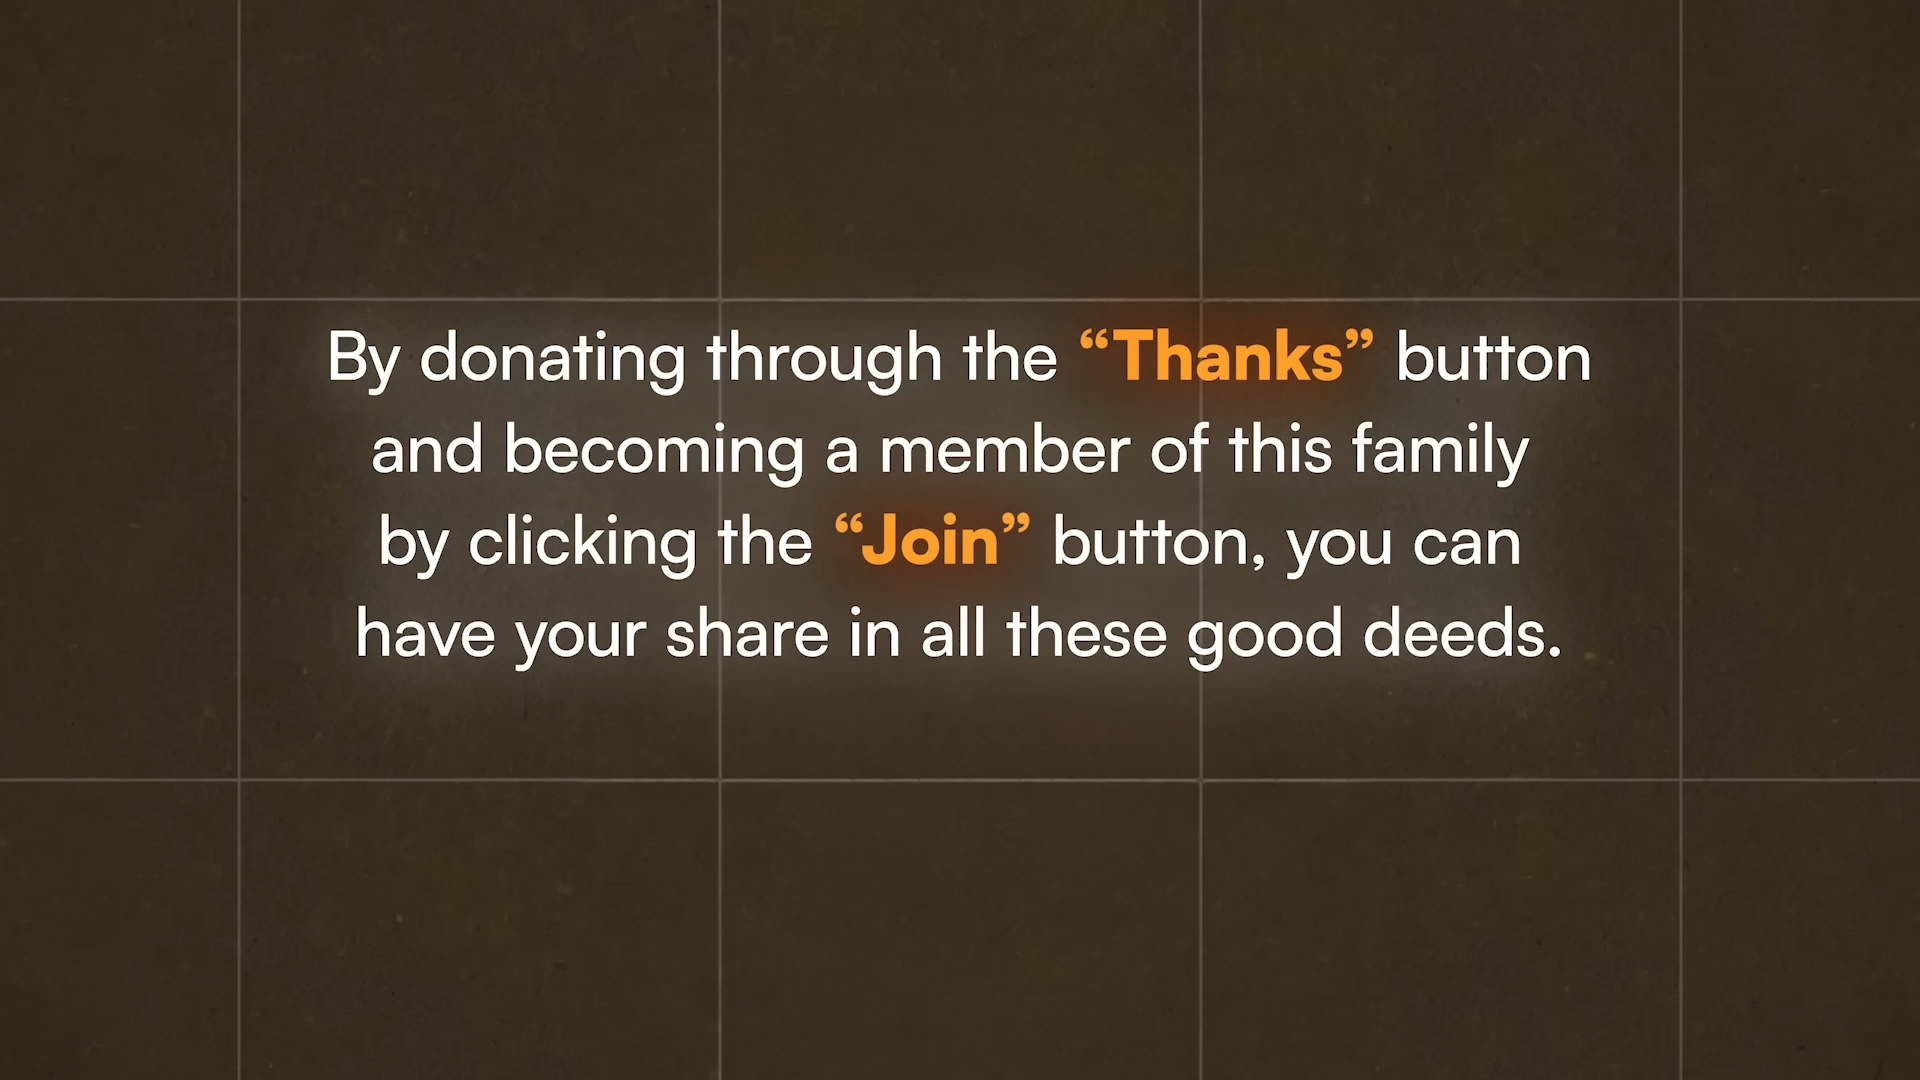 By donating through the “Thanks” button
and becoming a member of this family
by clicking the “Join” button, you can
have your share in all these good deeds.